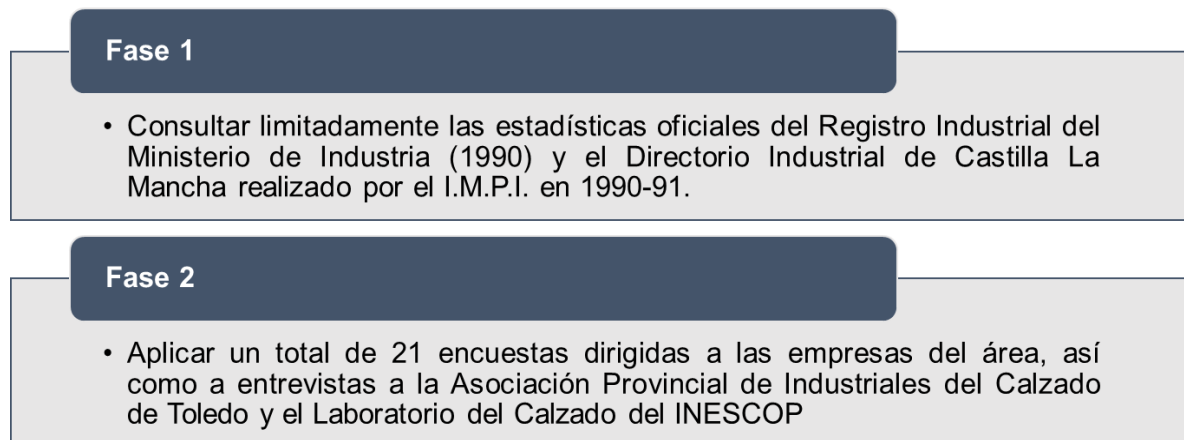 Fase 1
• Consultar limitadamente las estadísticas oficiales del Registro Industrial del
Ministerio de Industria (1990) y el Directorio Industrial de Castilla La
Mancha realizado por el I.M.P.I. en 1990-91.
Fase 2
• Aplicar un total de 21 encuestas dirigidas a las empresas del área, así
como a entrevistas a la Asociación Provincial de Industriales del Calzado
de Toledo y el Laboratorio del Calzado del INESCOP